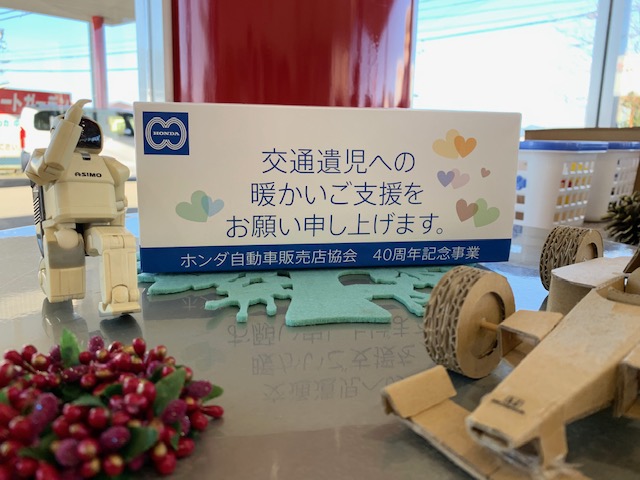 HONDA
交通遺児への
暖かいご支援を
お願い申し上げます。
ホンダ自動車販売店協会 40周年記念事業
ASIMO